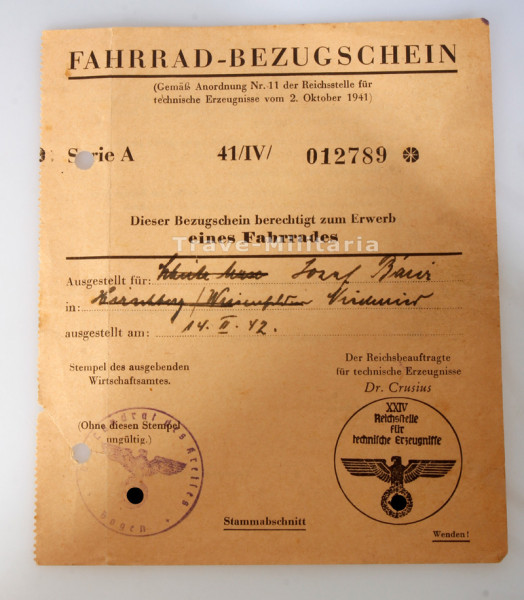 FAHRRAD-BEZUGSCHEIN
(Gemäß Anordnung Nr. 11 der Reichsstelle für
technische Erzeugnisse vom 2. Oktober 1941)
Serie A 41/IV/ 012789
Dieser Bezugschein berechtigt zum Erwerb
eines Fahrrades
Trave-Militaria
Ausgestellt für: Josef
in:
ausgestellt am: 14. II. 42.
Stempel des ausgebenden
Wirtschaftsamtes.
(Ohne diesen Stempel
ungültig.)
des Kreises
Der Reichsbeauftragte
für technische Erzeugnisse
Dr. Crusius
XXIV
Reichsstelle
für
technische Erzeugnisse
Stammabschnitt
Wenden!